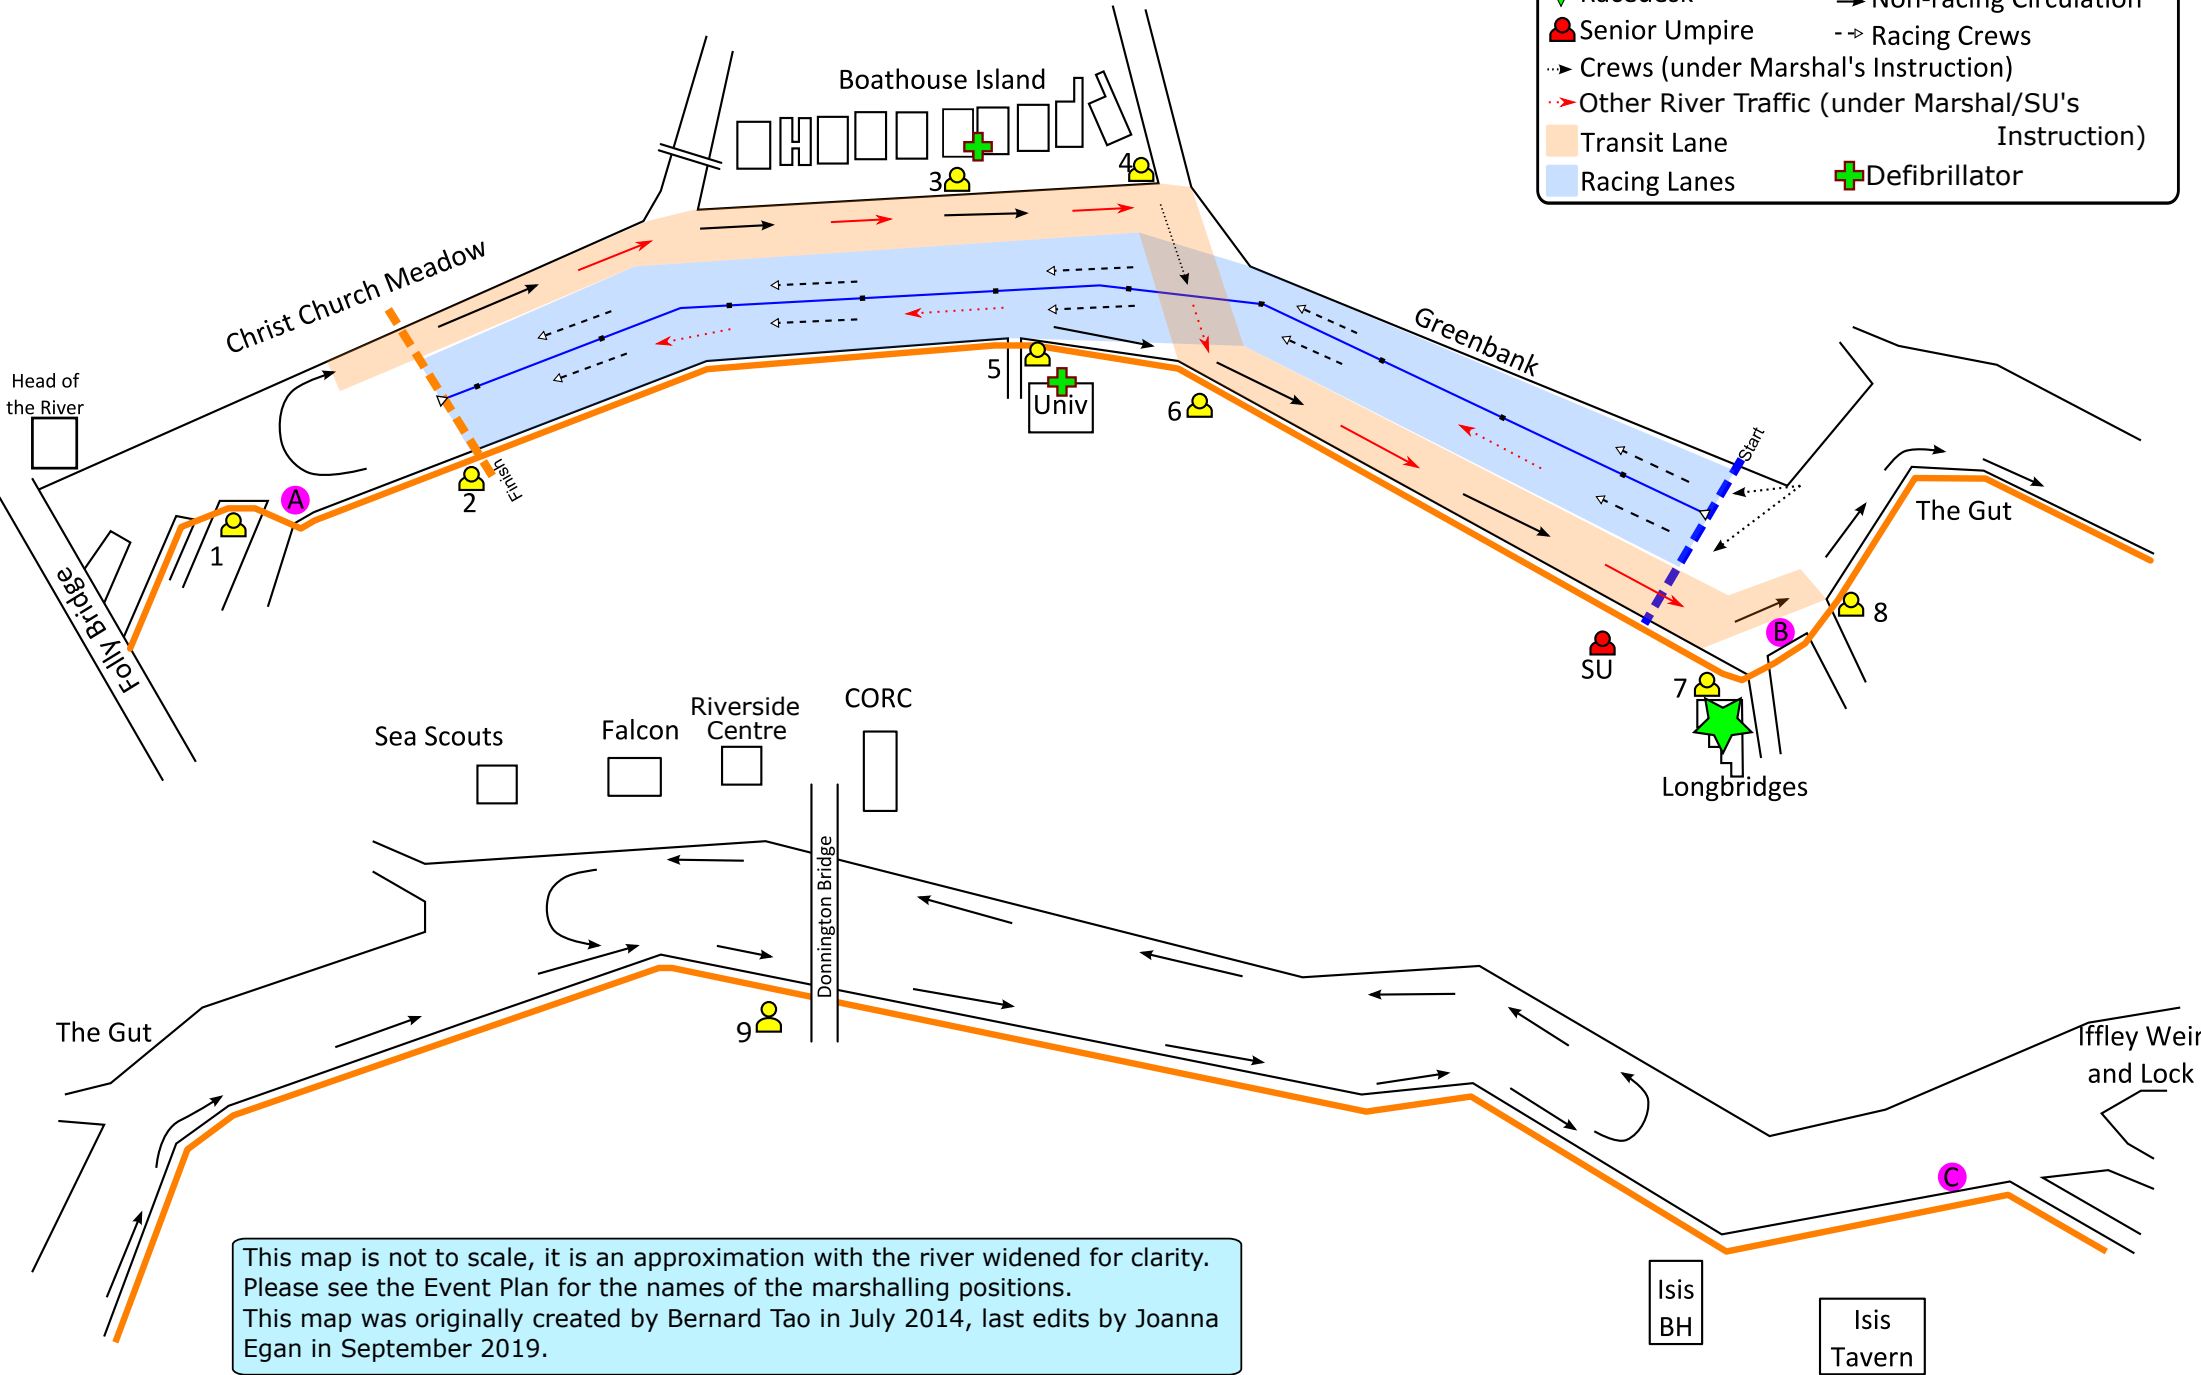 Racedesk
Non-racing Circulation
Senior Umpire
Racing Crews
Crews (under Marshal's Instruction)
Other River Traffic (under Marshal/SU's
Instruction)
Transit Lane
Racing Lanes
Defibrillator
Boathouse Island
3
4
Christ Church Meadow
Greenbank
Head of
the River
5
Univ
6
Start
A
Finish
2
1
The Gut
Folly Bridge
8
B
SU
7
Longbridges
Sea Scouts
Falcon
Riverside
Centre
CORC
Donnington Bridge
The Gut
9
Iffley Weir
and Lock
C
This map is not to scale, it is an approximation with the river widened for clarity.
Please see the Event Plan for the names of the marshalling positions.
This map was originally created by Bernard Tao in July 2014, last edits by Joanna
Egan in September 2019.
Isis
BH
Isis
Tavern